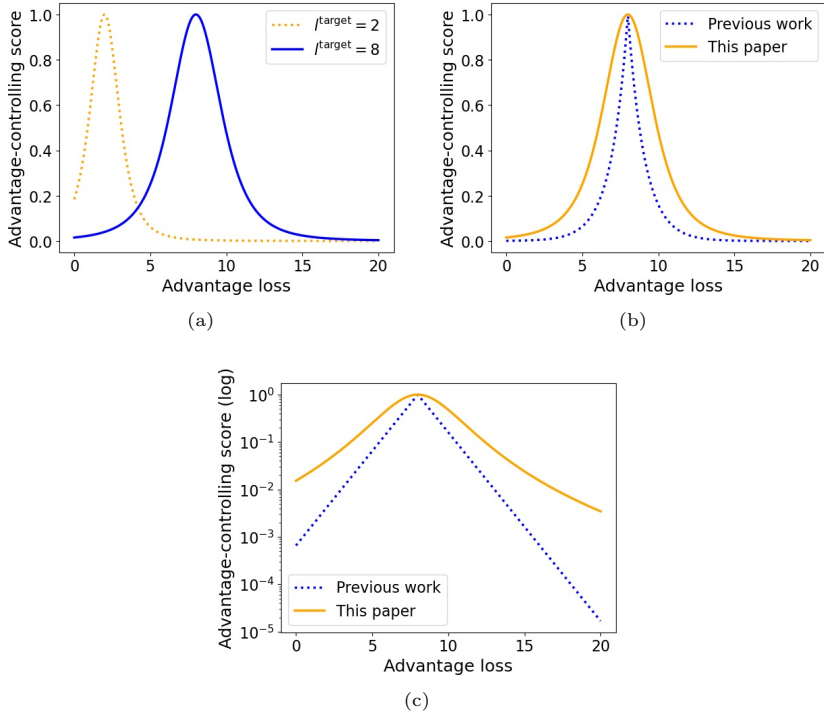 Advantage-controlling score
1.0
0.8
0.6
0.4
0.2
0.0
l^target = 2
l^target = 8
0 5 10 15 20
Advantage loss
(a)
Advantage-controlling score
1.0
0.8
0.6
0.4
0.2
0.0
Previous work
This paper
0 5 10 15 20
Advantage loss
(b)
Advantage-controlling score (log)
10^0
10^-1
10^-2
10^-3
10^-4
10^-5
Previous work
This paper
0 5 10 15 20
Advantage loss
(c)